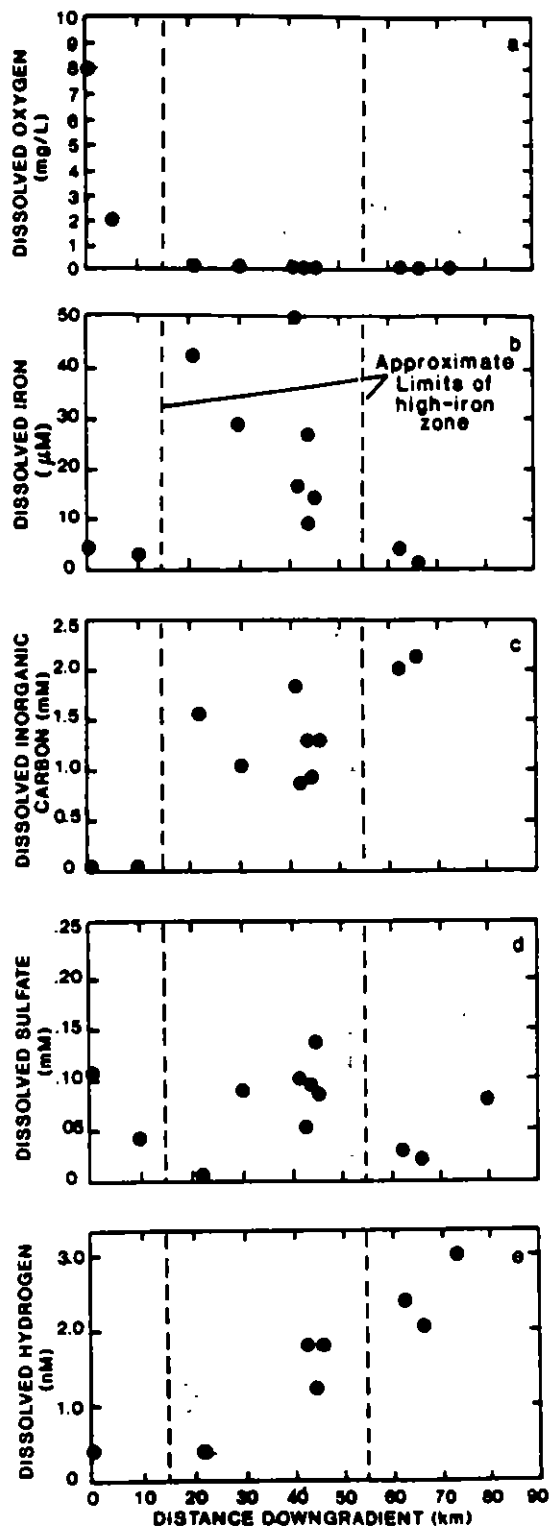 DISSOLVED OXYGEN
(mg/L)
10
9
8
7
6
5
4
3
2
1
0
a
DISSOLVED IRON
(µM)
50
40
30
20
10
0
b
Approximate
Limits of
high-iron
zone
DISSOLVED INORGANIC
CARBON (mM)
2.5
2.0
1.5
1.0
0.5
0
c
DISSOLVED SULFATE
(mM)
.25
.20
.15
.10
05
0
d
DISSOLVED HYDROGEN
(nM)
3.0
2.0
1.0
0
e
0 10 20 30 40 50 60 70 80 90
DISTANCE DOWNGRADIENT (km)